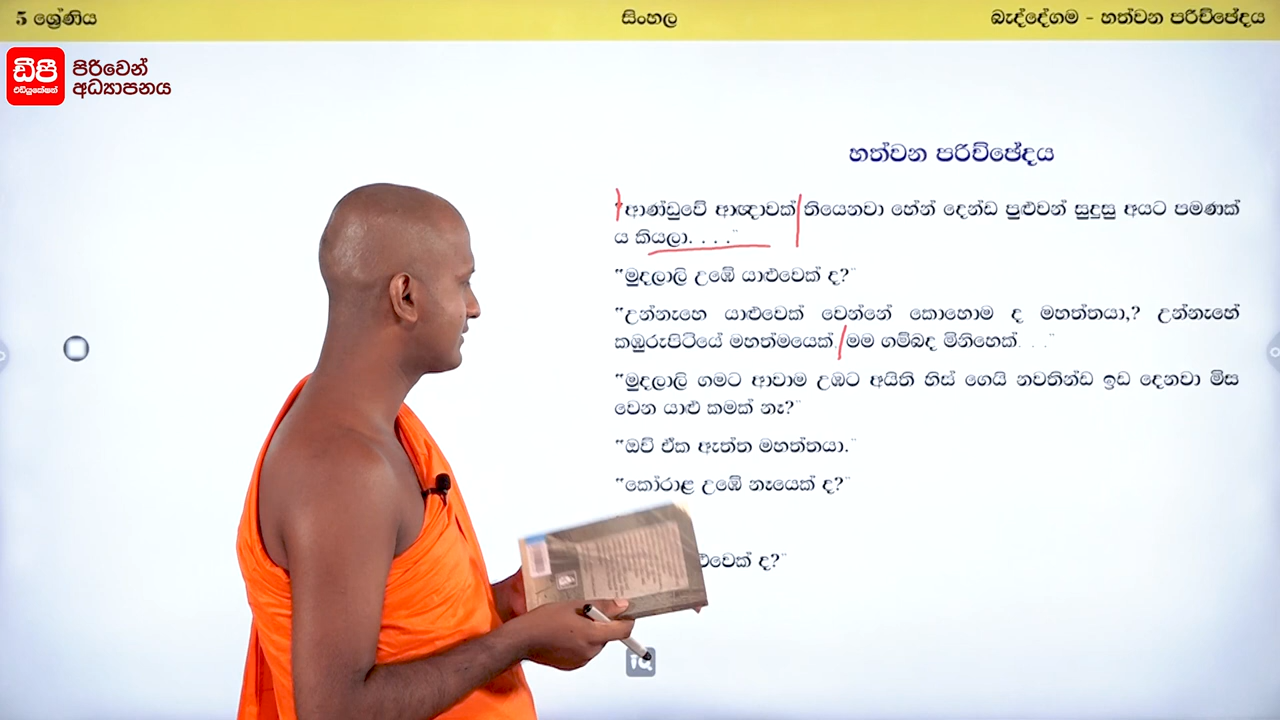 5 ශ්‍රේණිය
සිංහල
බැද්දේගම - හත්වන පරිච්ඡේදය
ඩීපී
එඩියුකේෂන්
පිරිවෙන්
අධ්‍යාපනය
හත්වන පරිච්ඡේදය
"ආණ්ඩුවේ ආඥාවක් තියෙනවා හේන් දෙන්ඩ පුළුවන් සුදුසු අයට පමණක්
ය කියලා. . . ."
"මුදලාලි උඹේ යාළුවෙක් ද?"
"උන්නැහෙ යාළුවෙක් වෙන්නේ කොහොම ද මහත්තයා,? උන්නැහේ
කඹුරුපිටියේ මහත්මයෙක්. මම ගම්බද මිනිහෙක්. . ."
"මුදලාලි ගමට ආවාම උඹට අයිති හිස් ගෙයි නවතින්ඩ ඉඩ දෙනවා මිස
වෙන යාළු කමක් නෑ?"
"ඔව් ඒක ඇත්ත මහත්තයා."
"කෝරාළ උඹේ නෑයෙක් ද?"
ළුවෙක් ද?"